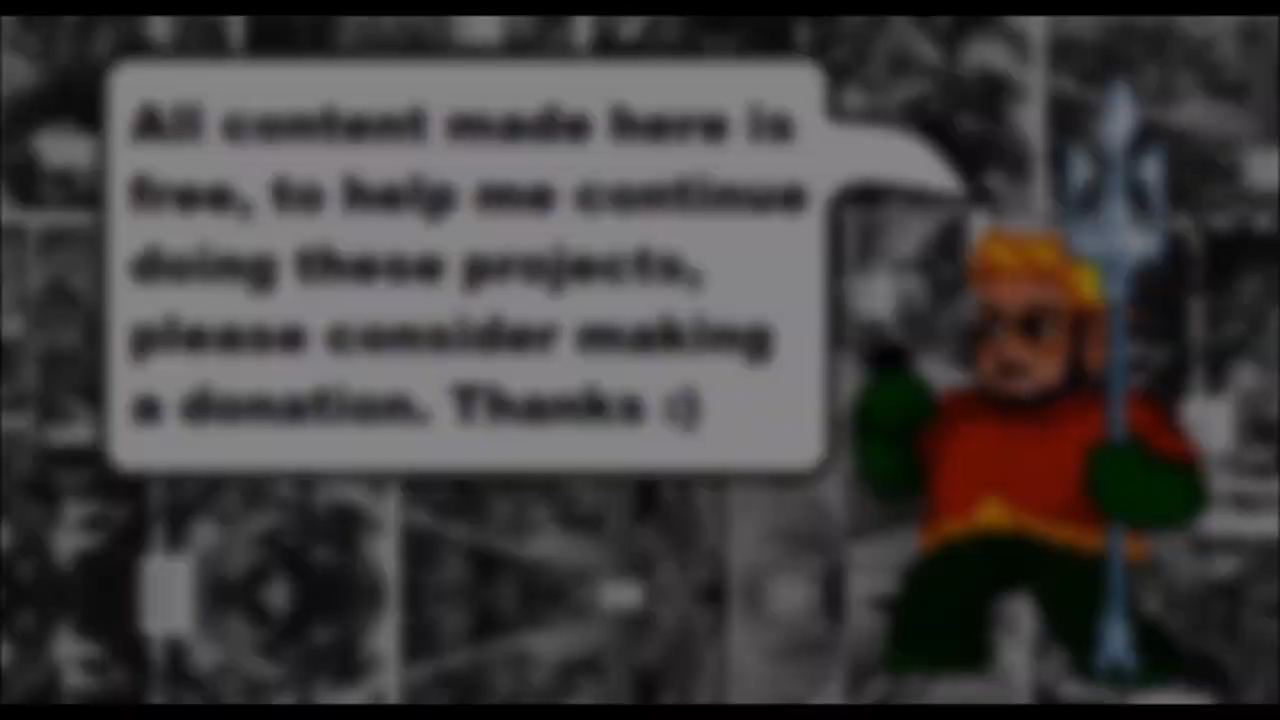 All content made here is
free, to help me continue
doing these projects,
please consider making
a donation. Thanks :)